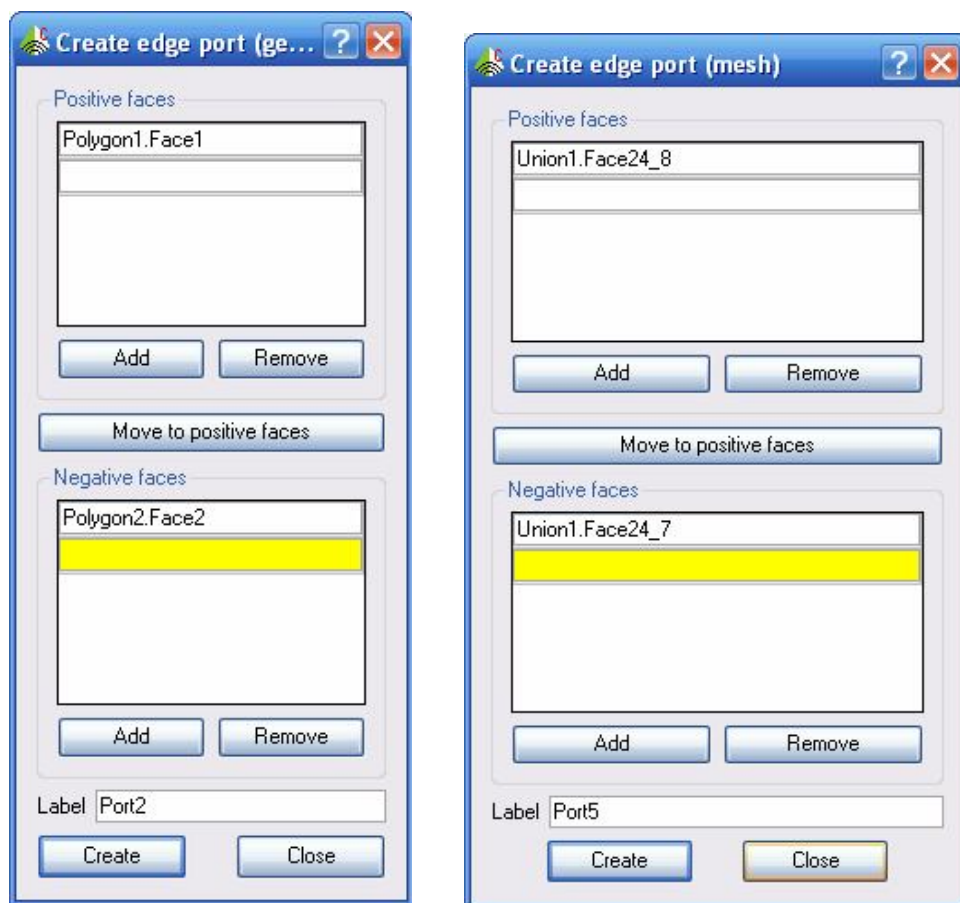 Create edge port (ge...
Positive faces
Polygon1.Face1
Add Remove
Move to positive faces
Negative faces
Polygon2.Face2
Add Remove
Label Port2
Create Close
Create edge port (mesh)
Positive faces
Union1.Face24_8
Add Remove
Move to positive faces
Negative faces
Union1.Face24_7
Add Remove
Label Port5
Create Close